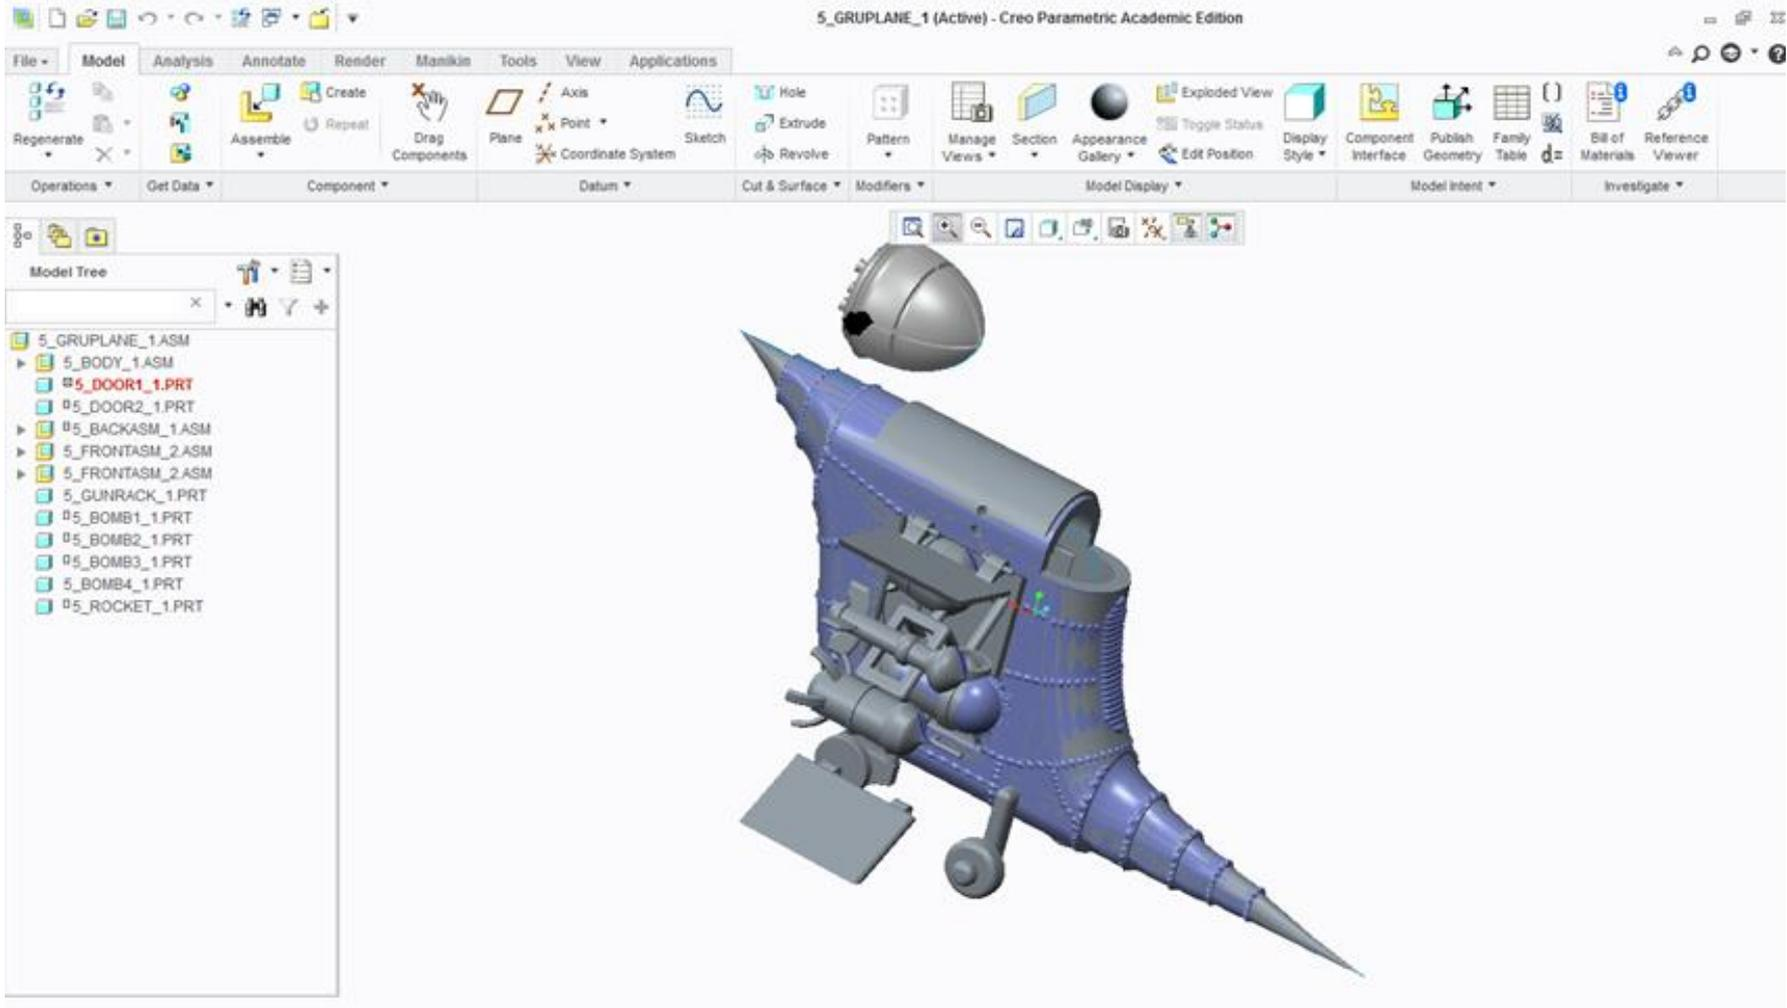 5_GRUPLANE_1 (Active) - Creo Parametric Academic Edition
File Model Analysis Annotate Render Manikin Tools View Applications
Regenerate
Assemble
Create
Repeat
Drag
Components
Plane
Axis
Point
Coordinate System
Sketch
Hole
Extrude
Revolve
Pattern
Manage
Views
Section
Appearance
Gallery
Exploded View
Toggle Status
Edit Position
Display
Style
Component
Interface
Publish
Geometry
Family
Table
d=
Bill of
Materials
Reference
Viewer
Operations Get Data Component Datum Cut & Surface Modifiers Model Display Model Intent Investigate
Model Tree
5_GRUPLANE_1.ASM
5_BODY_1.ASM
5_DOOR1_1.PRT
5_DOOR2_1.PRT
5_BACKASM_1.ASM
5_FRONTASM_2.ASM
5_FRONTASM_2.ASM
5_GUNRACK_1.PRT
5_BOMB1_1.PRT
5_BOMB2_1.PRT
5_BOMB3_1.PRT
5_BOMB4_1.PRT
5_ROCKET_1.PRT